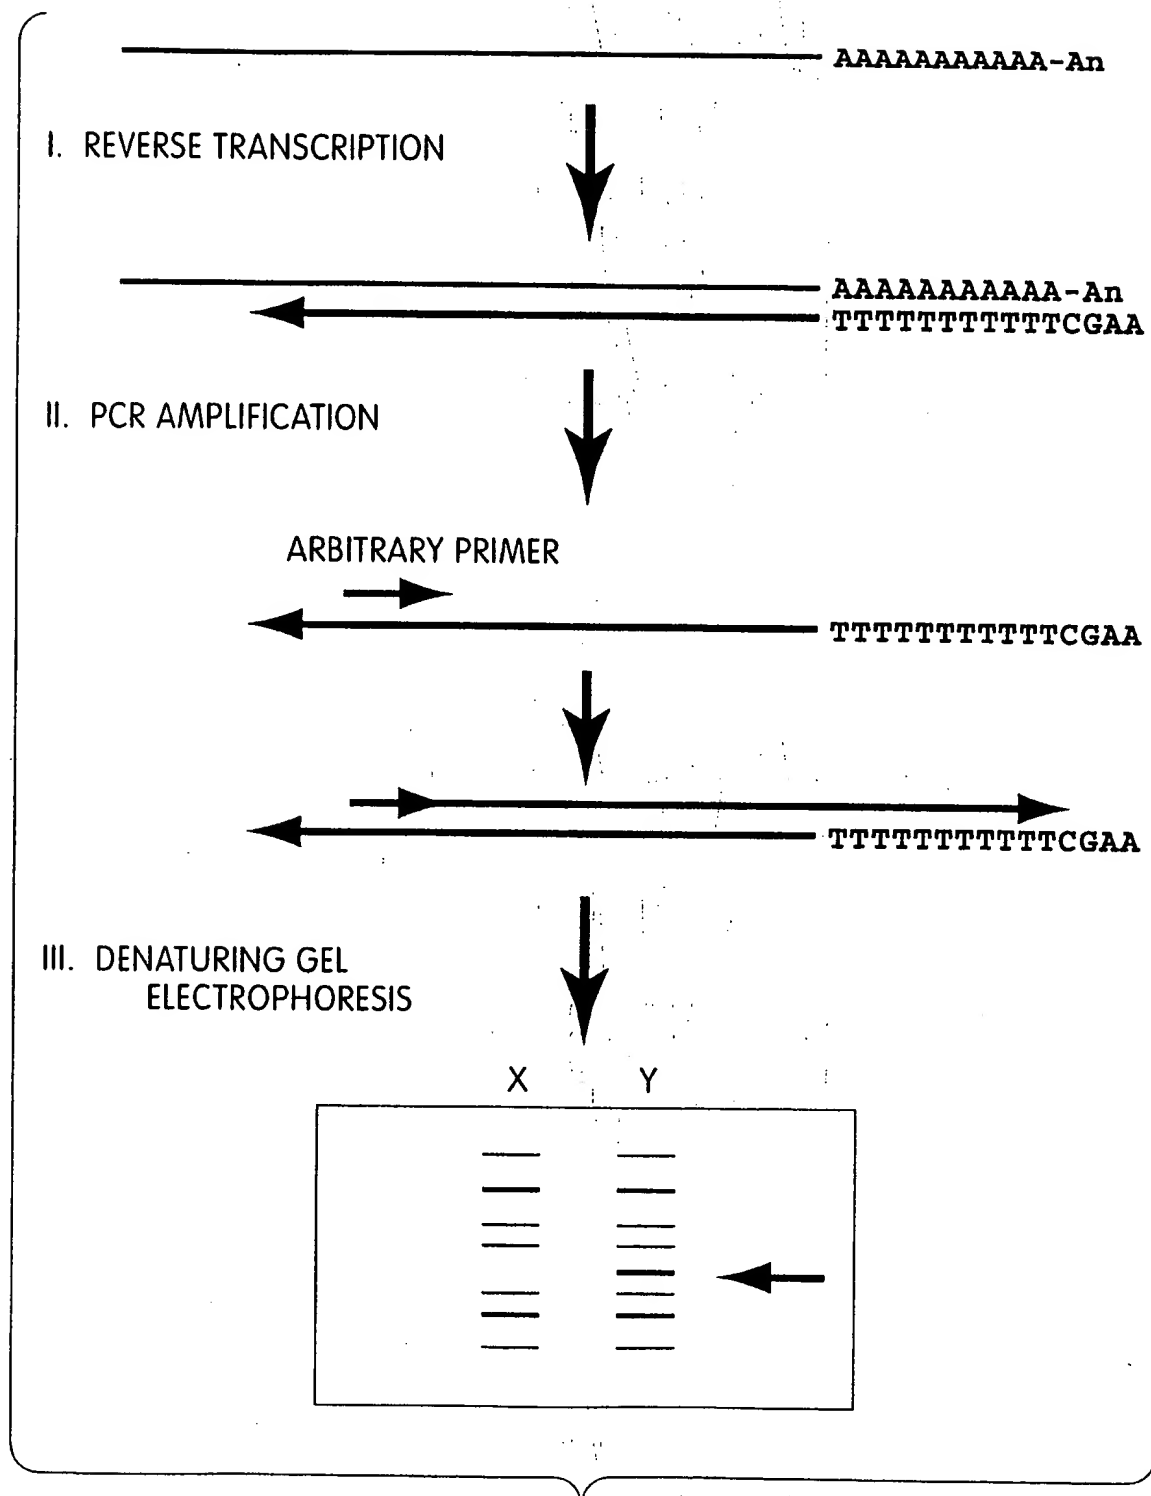 AAAAAAAAAAA-An
I. REVERSE TRANSCRIPTION
AAAAAAAAAAA-An
TTTTTTTTTTTCGAA
II. PCR AMPLIFICATION
ARBITRARY PRIMER
TTTTTTTTTTTCGAA
TTTTTTTTTTTCGAA
III. DENATURING GEL
ELECTROPHORESIS
X Y